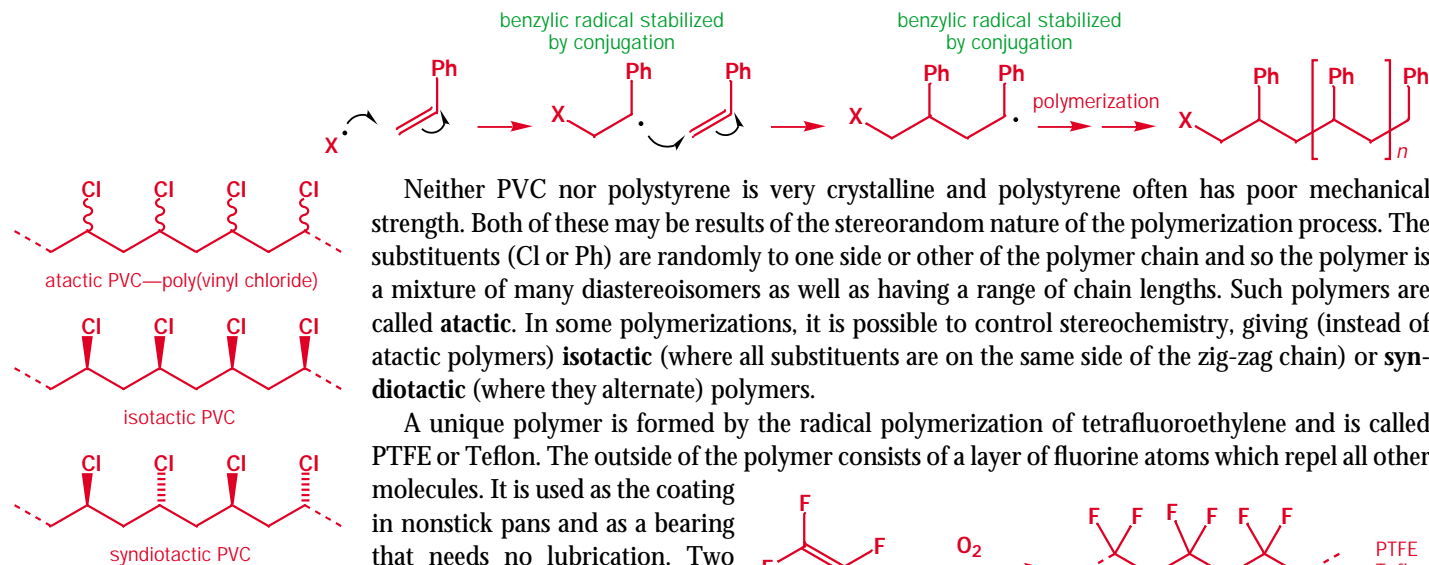 benzylic radical stabilized
by conjugation
benzylic radical stabilized
by conjugation
Ph
Ph
Ph
Ph
Ph
Ph
Ph
Ph
X
X
X
X
polymerization
n
Cl
Cl
Cl
Cl
atactic PVC—poly(vinyl chloride)
Cl
Cl
Cl
Cl
isotactic PVC
Cl
Cl
Cl
Cl
syndiotactic PVC
Neither PVC nor polystyrene is very crystalline and polystyrene often has poor mechanical
strength. Both of these may be results of the stereorandom nature of the polymerization process. The
substituents (Cl or Ph) are randomly to one side or other of the polymer chain and so the polymer is
a mixture of many diastereoisomers as well as having a range of chain lengths. Such polymers are
called atactic. In some polymerizations, it is possible to control stereochemistry, giving (instead of
atactic polymers) isotactic (where all substituents are on the same side of the zig-zag chain) or syn-
diotactic (where they alternate) polymers.
A unique polymer is formed by the radical polymerization of tetrafluoroethylene and is called
PTFE or Teflon. The outside of the polymer consists of a layer of fluorine atoms which repel all other
molecules. It is used as the coating
in nonstick pans and as a bearing
that needs no lubrication. Two
F
F
F
O2
F
F
F
F
F
F
PTFE